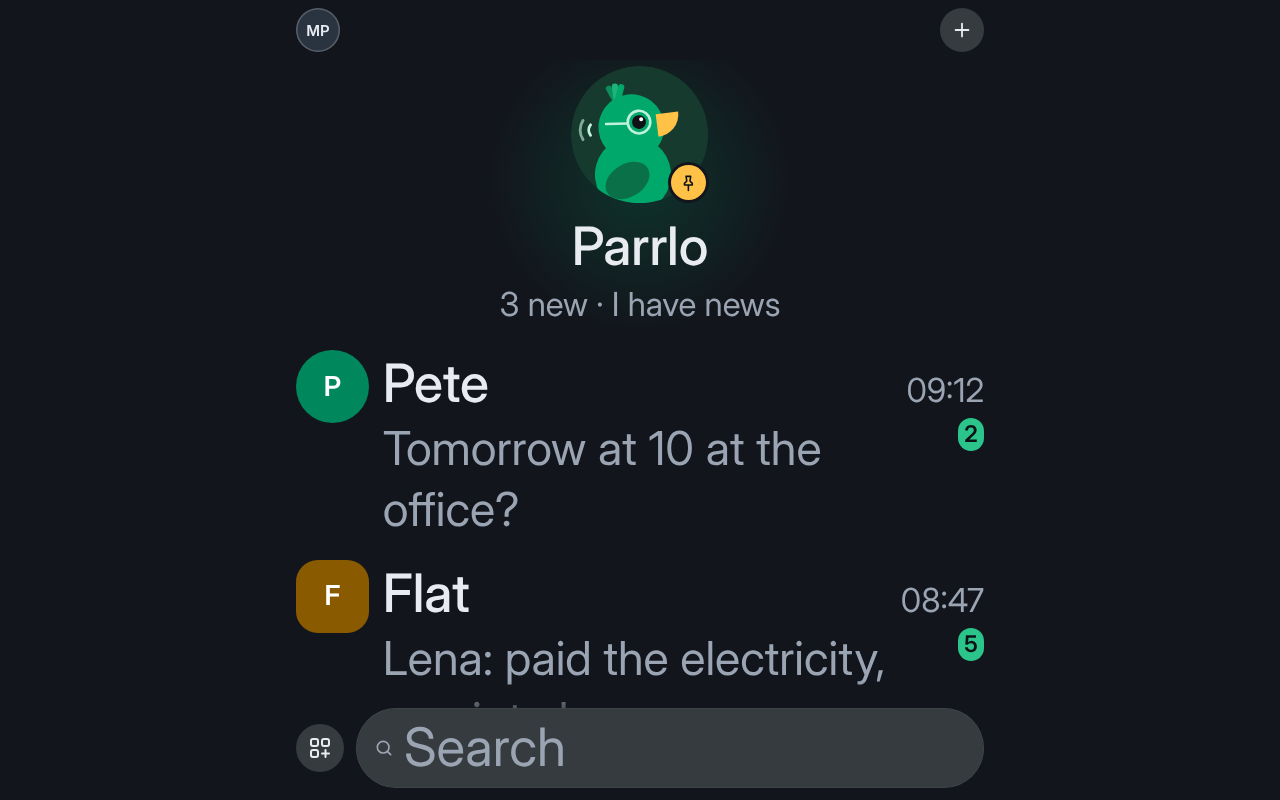 MP
Parrlo
3 new · I have news
P
Pete
09:12
Tomorrow at 10 at the
2
office?
F
Flat
08:47
Lena: paid the electricity,
5
Search